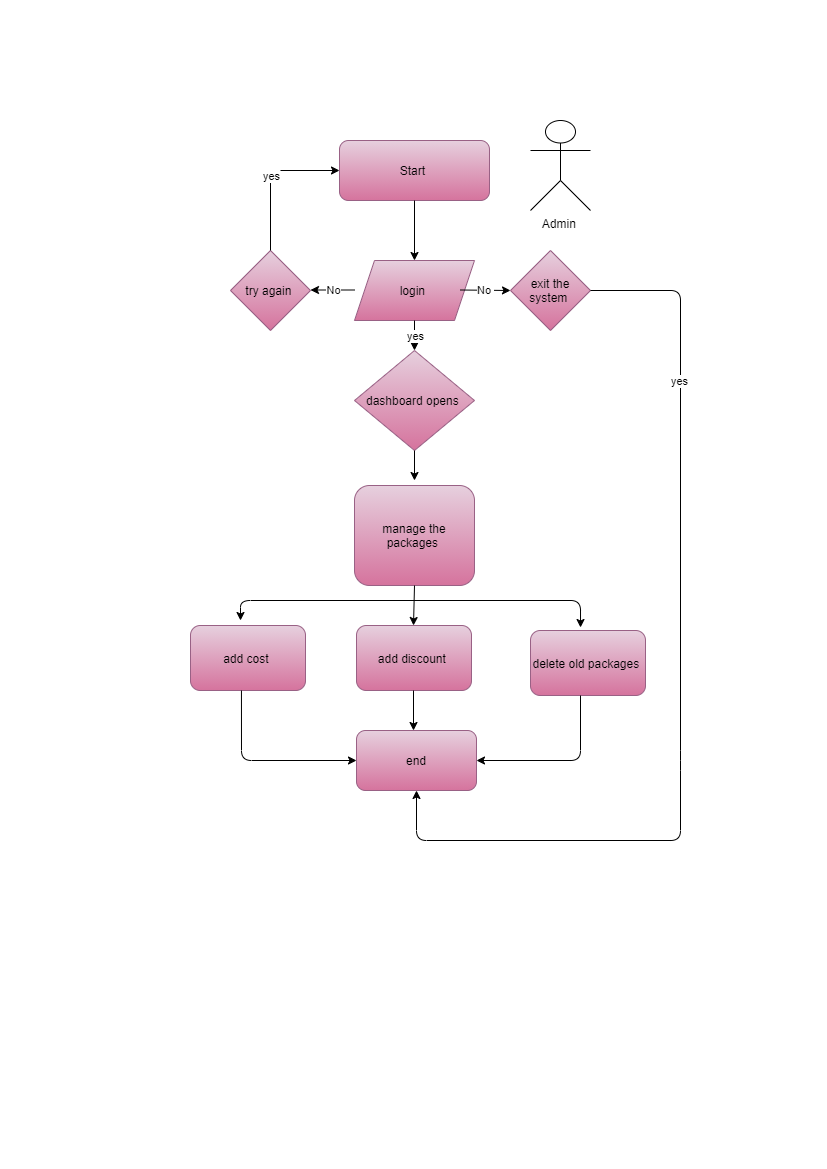 Start
yes
Admin
try again
No
login
No
exit the
system
yes
dashboard opens
yes
manage the
packages
add cost
add discount
delete old packages
end